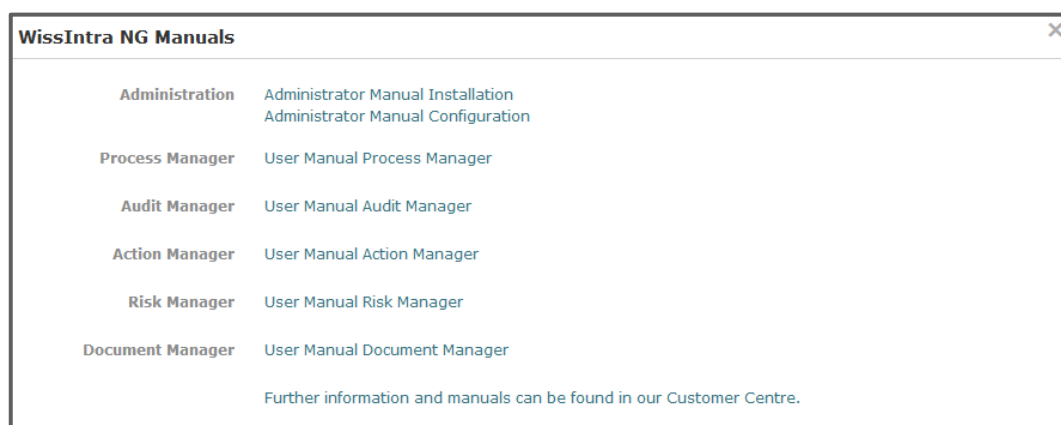 WissIntra NG Manuals
Administration Administrator Manual Installation
Administrator Manual Configuration
Process Manager User Manual Process Manager
Audit Manager User Manual Audit Manager
Action Manager User Manual Action Manager
Risk Manager User Manual Risk Manager
Document Manager User Manual Document Manager
Further information and manuals can be found in our Customer Centre.